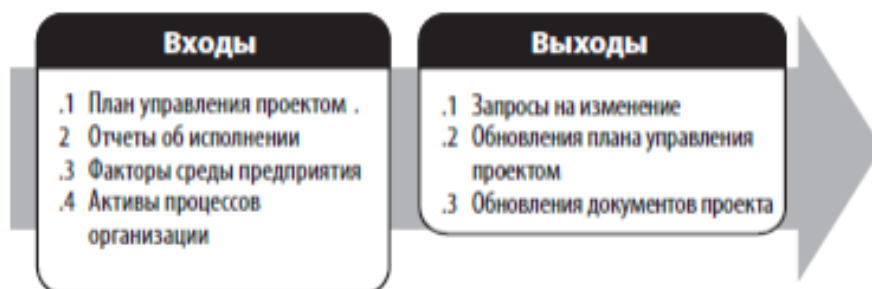 Входы
.1 План управления проектом .
2 Отчеты об исполнении
.3 Факторы среды предприятия
.4 Активы процессов
организации
Выходы
.1 Запросы на изменение
.2 Обновления плана управления
проектом
.3 Обновления документов проекта